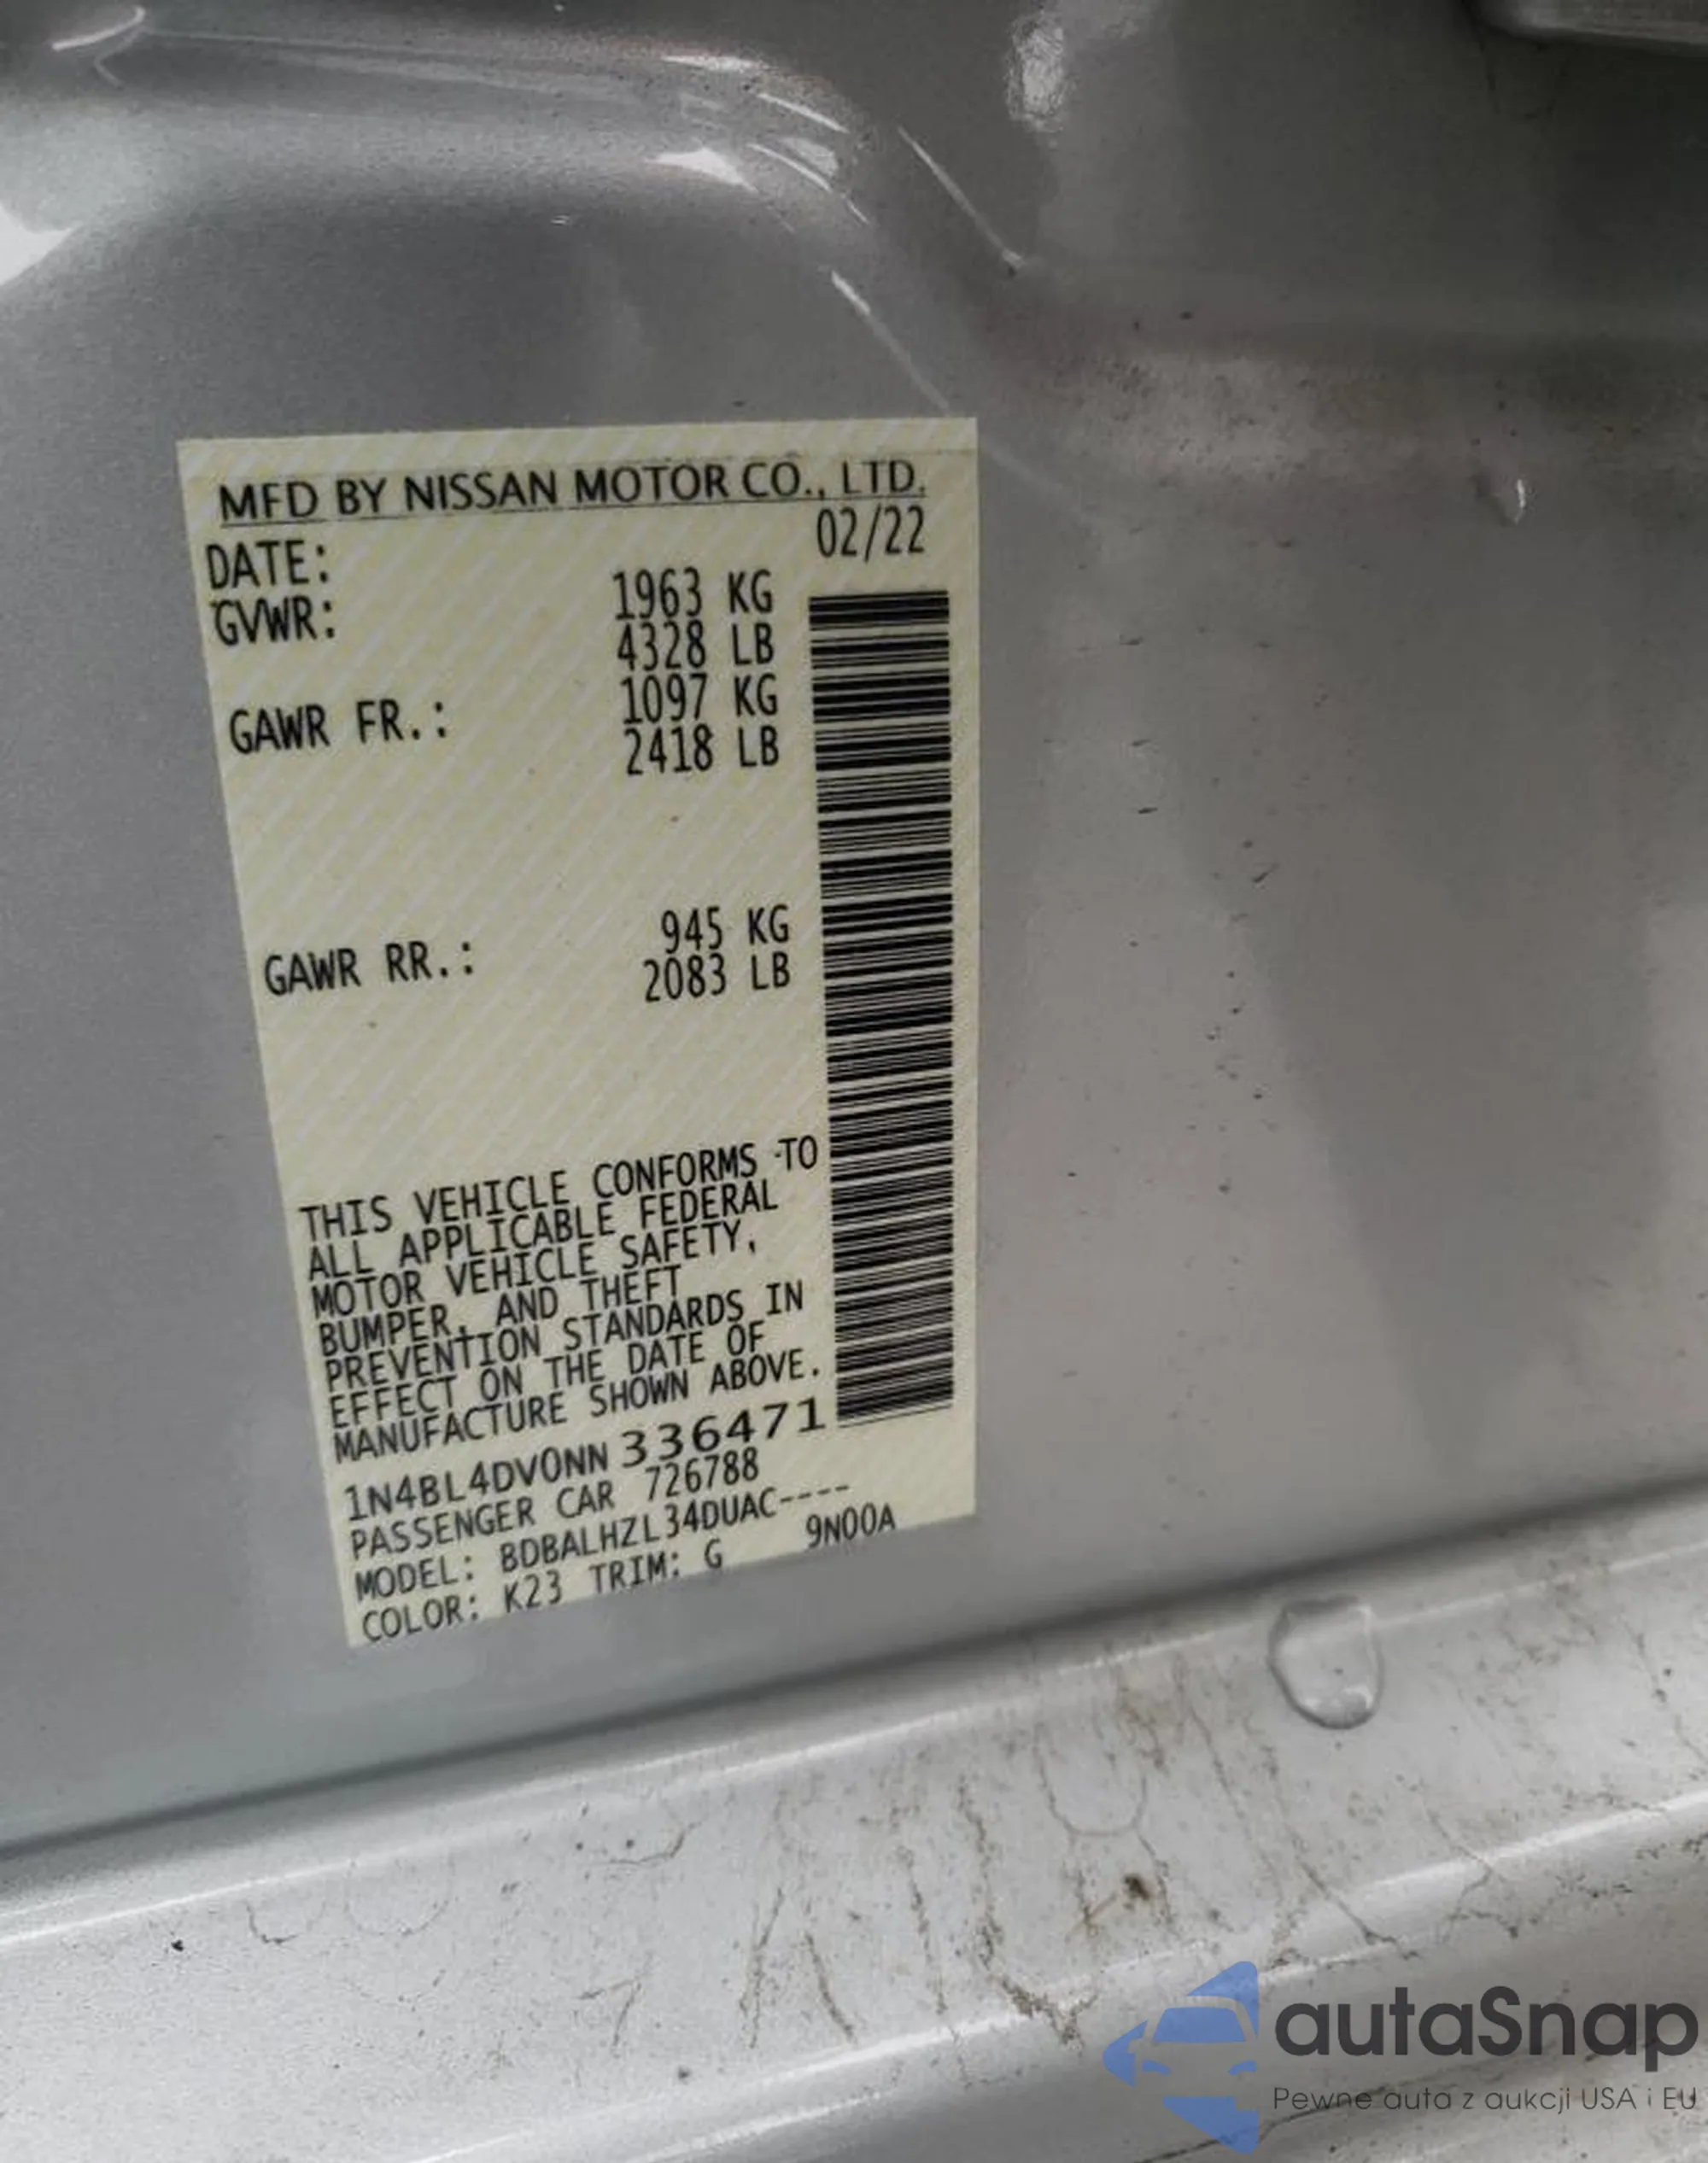 MFD BY NISSAN MOTOR CO., LTD.
DATE: 02/22
GVWR: 1963 KG
4328 LB
GAWR FR.: 1097 KG
2418 LB
GAWR RR.: 945 KG
2083 LB
THIS VEHICLE CONFORMS TO
ALL APPLICABLE FEDERAL
MOTOR VEHICLE SAFETY,
BUMPER, AND THEFT
PREVENTION STANDARDS IN
EFFECT ON THE DATE OF
MANUFACTURE SHOWN ABOVE.
1N4BL4DV0NN336471
PASSENGER CAR 726788
MODEL: BDBALHZL34DUAC----
COLOR: K23 TRIM: G 9N00A
autaSnap
Pewne auta z aukcji USA i EU